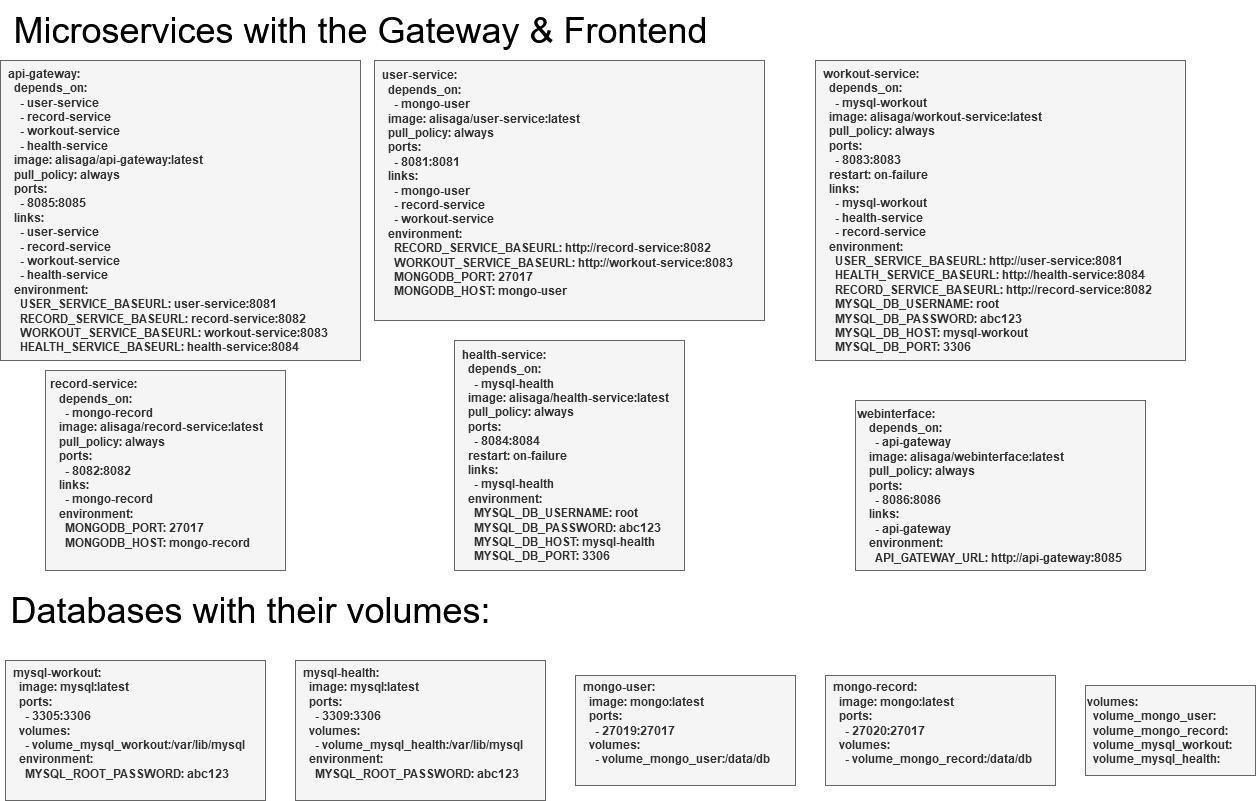 Microservices with the Gateway & Frontend
api-gateway:
depends_on:
- user-service
- record-service
- workout-service
- health-service
image: alisaga/api-gateway:latest
pull_policy: always
ports:
- 8085:8085
links:
- user-service
- record-service
- workout-service
- health-service
environment:
USER_SERVICE_BASEURL: user-service:8081
RECORD_SERVICE_BASEURL: record-service:8082
WORKOUT_SERVICE_BASEURL: workout-service:8083
HEALTH_SERVICE_BASEURL: health-service:8084
user-service:
depends_on:
- mongo-user
image: alisaga/user-service:latest
pull_policy: always
ports:
- 8081:8081
links:
- mongo-user
- record-service
- workout-service
environment:
RECORD_SERVICE_BASEURL: http://record-service:8082
WORKOUT_SERVICE_BASEURL: http://workout-service:8083
MONGODB_PORT: 27017
MONGODB_HOST: mongo-user
workout-service:
depends_on:
- mysql-workout
image: alisaga/workout-service:latest
pull_policy: always
ports:
- 8083:8083
restart: on-failure
links:
- mysql-workout
- health-service
- record-service
environment:
USER_SERVICE_BASEURL: http://user-service:8081
HEALTH_SERVICE_BASEURL: http://health-service:8084
RECORD_SERVICE_BASEURL: http://record-service:8082
MYSQL_DB_USERNAME: root
MYSQL_DB_PASSWORD: abc123
MYSQL_DB_HOST: mysql-workout
MYSQL_DB_PORT: 3306
record-service:
depends_on:
- mongo-record
image: alisaga/record-service:latest
pull_policy: always
ports:
- 8082:8082
links:
- mongo-record
environment:
MONGODB_PORT: 27017
MONGODB_HOST: mongo-record
health-service:
depends_on:
- mysql-health
image: alisaga/health-service:latest
pull_policy: always
ports:
- 8084:8084
restart: on-failure
links:
- mysql-health
environment:
MYSQL_DB_USERNAME: root
MYSQL_DB_PASSWORD: abc123
MYSQL_DB_HOST: mysql-health
MYSQL_DB_PORT: 3306
webinterface:
depends_on:
- api-gateway
image: alisaga/webinterface:latest
pull_policy: always
ports:
- 8086:8086
links:
- api-gateway
environment:
API_GATEWAY_URL: http://api-gateway:8085
Databases with their volumes:
mysql-workout:
image: mysql:latest
ports:
- 3305:3306
volumes:
- volume_mysql_workout:/var/lib/mysql
environment:
MYSQL_ROOT_PASSWORD: abc123
mysql-health:
image: mysql:latest
ports:
- 3309:3306
volumes:
- volume_mysql_health:/var/lib/mysql
environment:
MYSQL_ROOT_PASSWORD: abc123
mongo-user:
image: mongo:latest
ports:
- 27019:27017
volumes:
- volume_mongo_user:/data/db
mongo-record:
image: mongo:latest
ports:
- 27020:27017
volumes:
- volume_mongo_record:/data/db
volumes:
volume_mongo_user:
volume_mongo_record:
volume_mysql_workout:
volume_mysql_health: